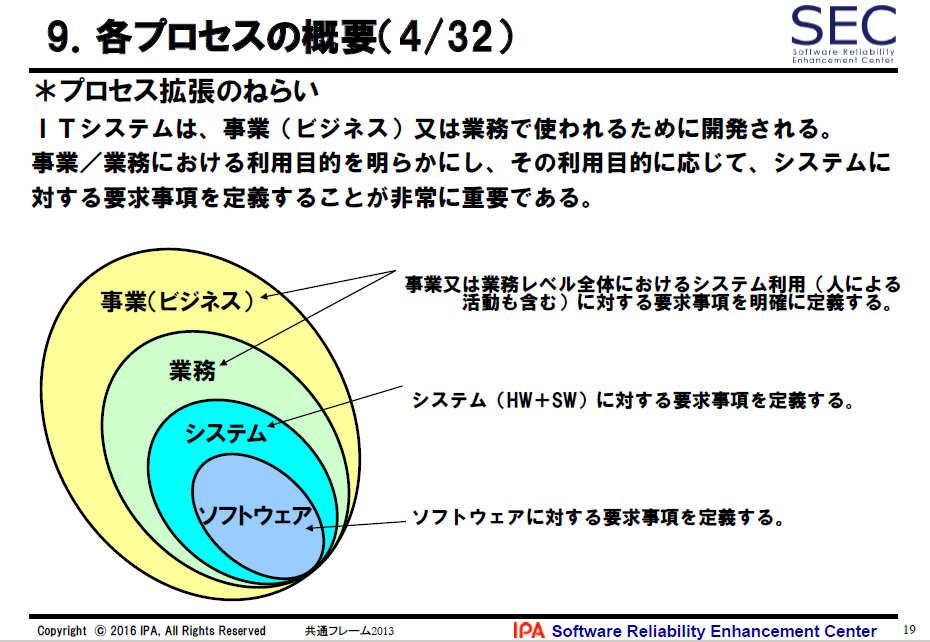 9. 各プロセスの概要(4/32)
SEC
Software Reliability
Enhancement Center
＊プロセス拡張のねらい
ＩＴシステムは、事業（ビジネス）又は業務で使われるために開発される。
事業／業務における利用目的を明らかにし、その利用目的に応じて、システムに
対する要求事項を定義することが非常に重要である。
事業(ビジネス)
事業又は業務レベル全体におけるシステム利用（人による
活動も含む）に対する要求事項を明確に定義する。
業務
システム（HW＋SW）に対する要求事項を定義する。
システム
ソフトウェア
ソフトウェアに対する要求事項を定義する。
Copyright © 2016 IPA, All Rights Reserved 共通フレーム2013 IPA Software Reliability Enhancement Center 19